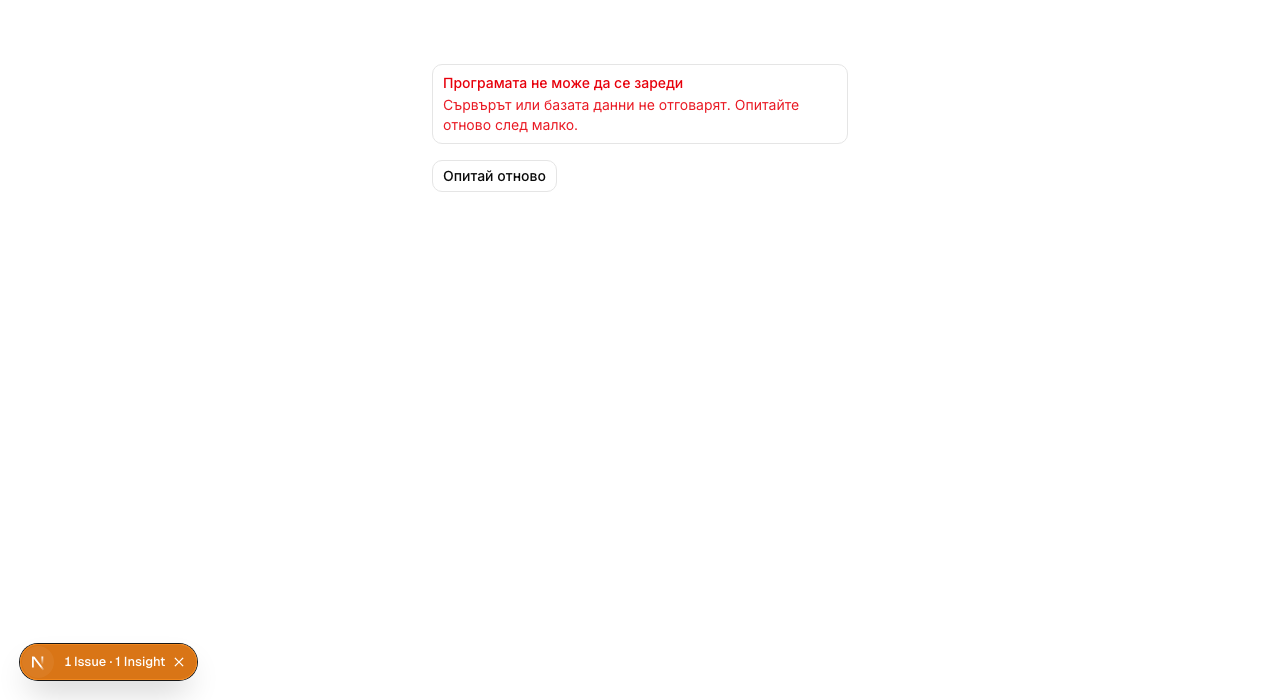 Програмата не може да се зареди
Сървърът или базата данни не отговарят. Опитайте
отново след малко.
Опитай отново
1 Issue · 1 Insight